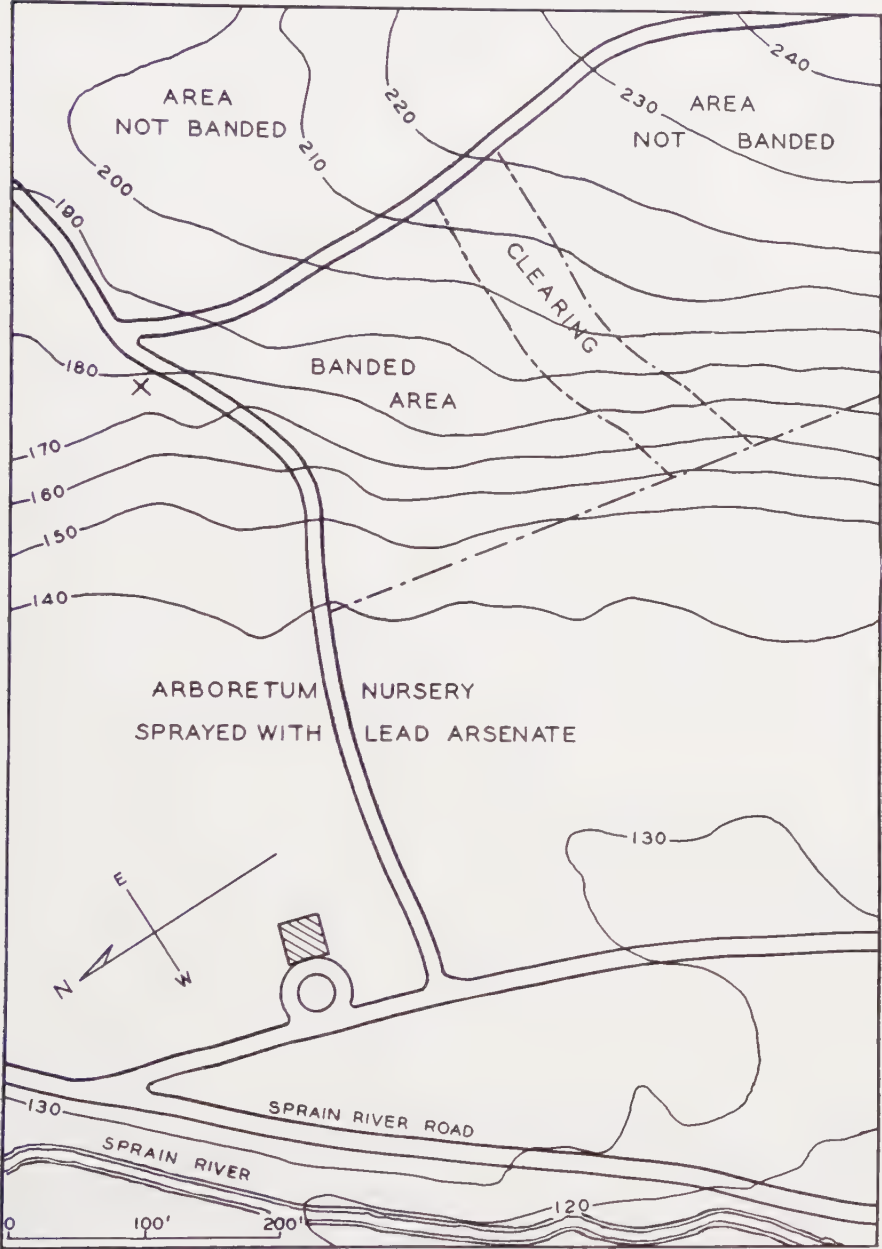 240
AREA
NOT BANDED
220
230
AREA
NOT BANDED
210
200
190
CLEARING
180
BANDED
AREA
X
170
160
150
140
ARBORETUM NURSERY
SPRAYED WITH LEAD ARSENATE
130
E
N
W
130
SPRAIN RIVER ROAD
SPRAIN RIVER
120
0 100' 200'